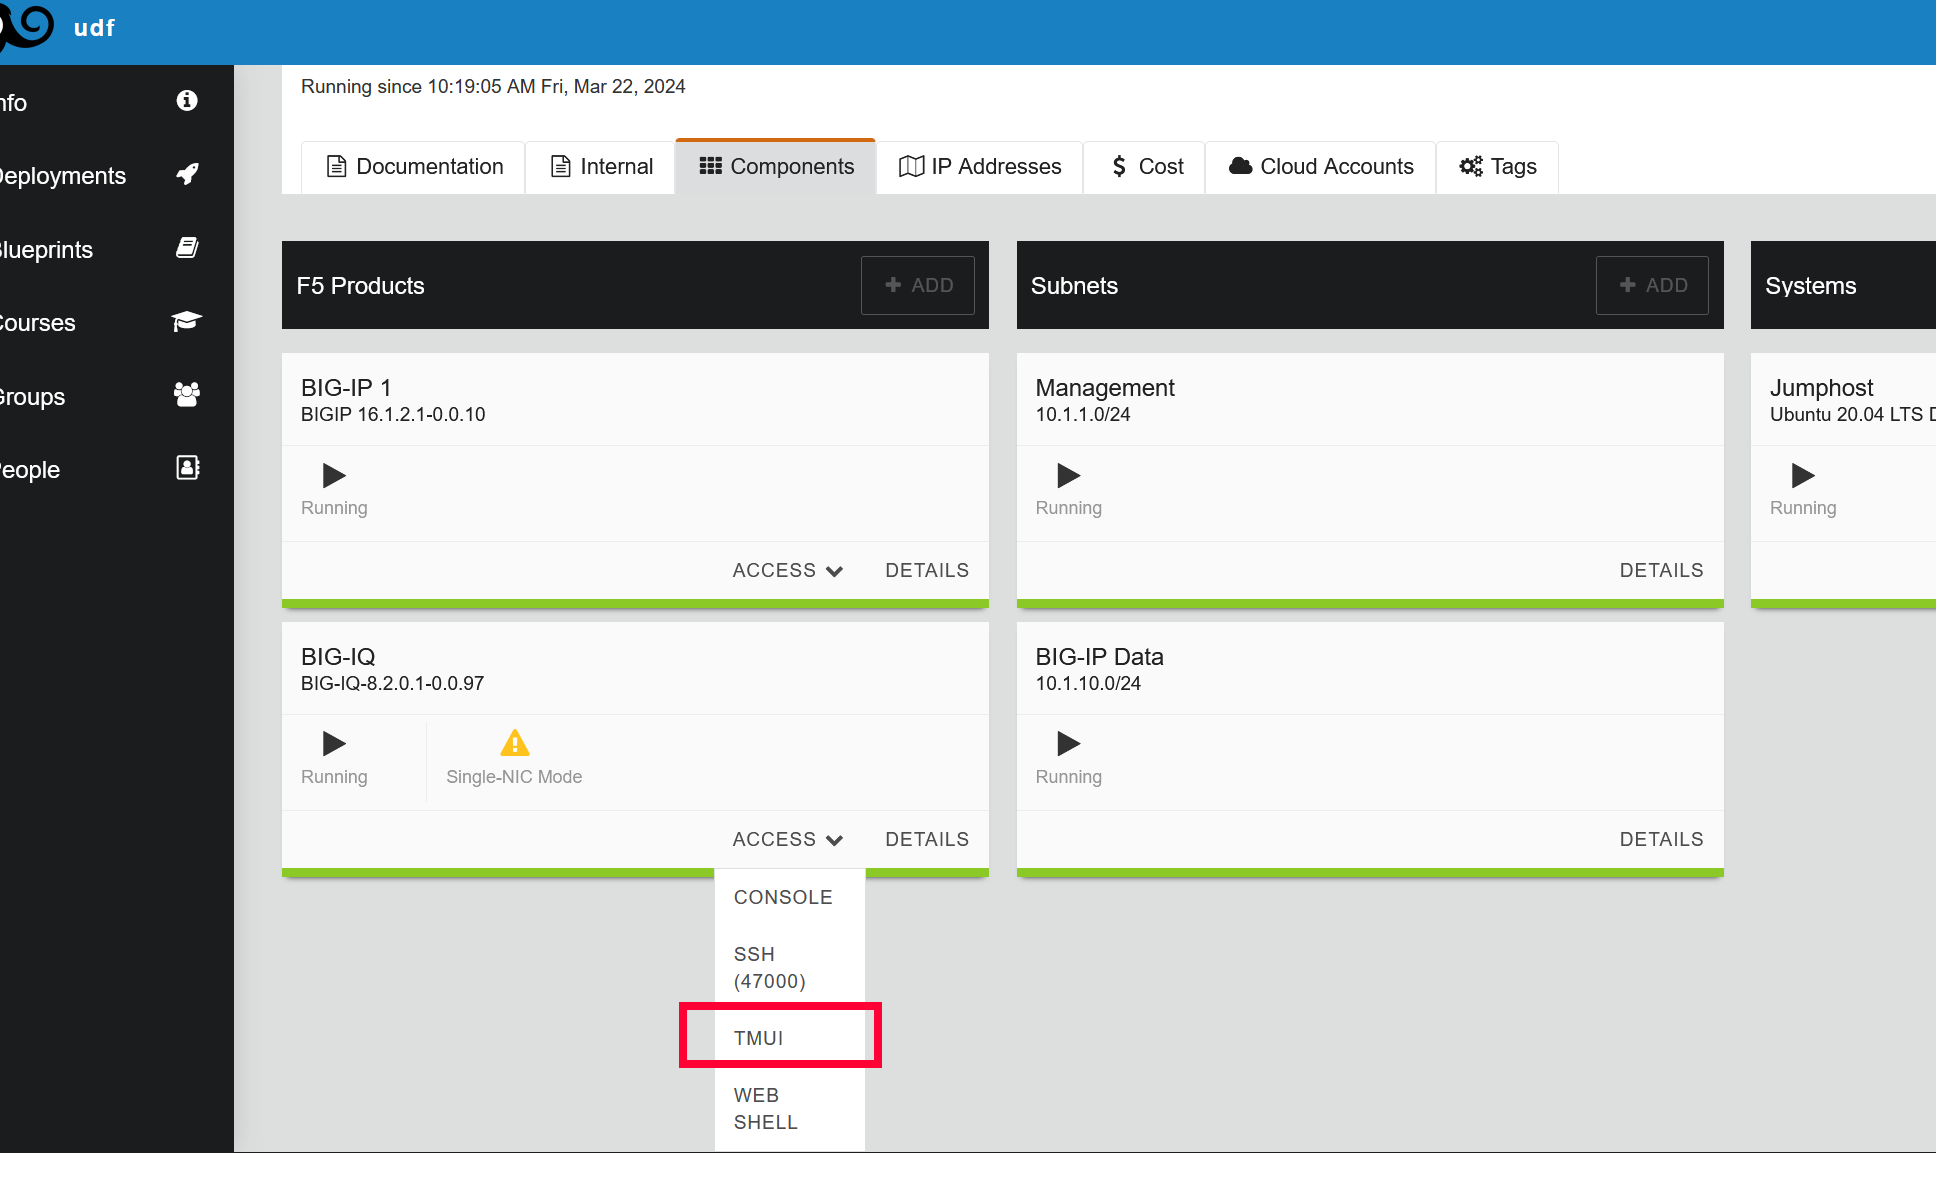 udf
Running since 10:19:05 AM Fri, Mar 22, 2024
nfo
Deployments
Blueprints
Courses
Groups
People
Documentation
Internal
Components
IP Addresses
$ Cost
Cloud Accounts
Tags
F5 Products
+ ADD
BIG-IP 1
BIGIP 16.1.2.1-0.0.10
Running
ACCESS
DETAILS
BIG-IQ
BIG-IQ-8.2.0.1-0.0.97
Running
Single-NIC Mode
ACCESS
DETAILS
CONSOLE
SSH
(47000)
TMUI
WEB
SHELL
Subnets
+ ADD
Management
10.1.1.0/24
Running
DETAILS
BIG-IP Data
10.1.10.0/24
Running
DETAILS
Systems
Jumphost
Ubuntu 20.04 LTS D
Running